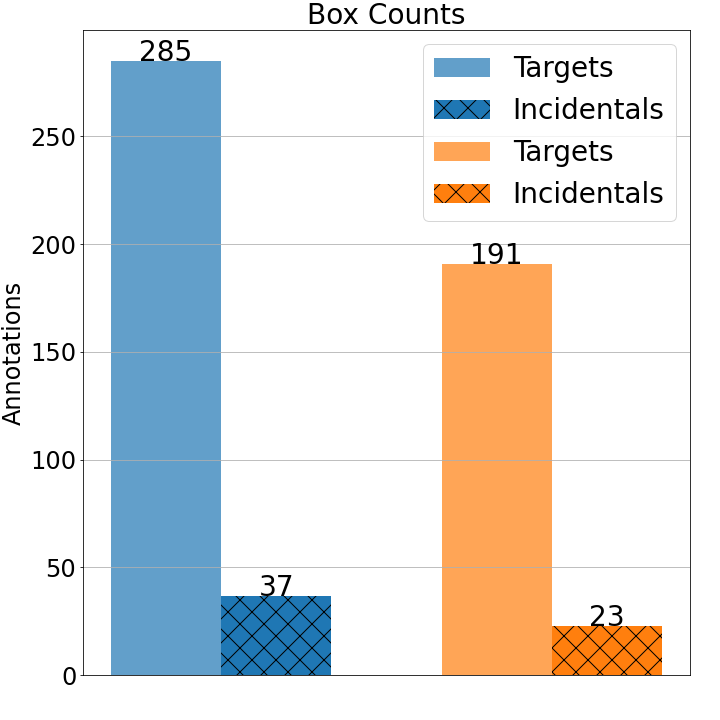 Box Counts
285
Targets
Incidentals
Targets
Incidentals
250
200
191
150
Annotations
100
50
37
23
0